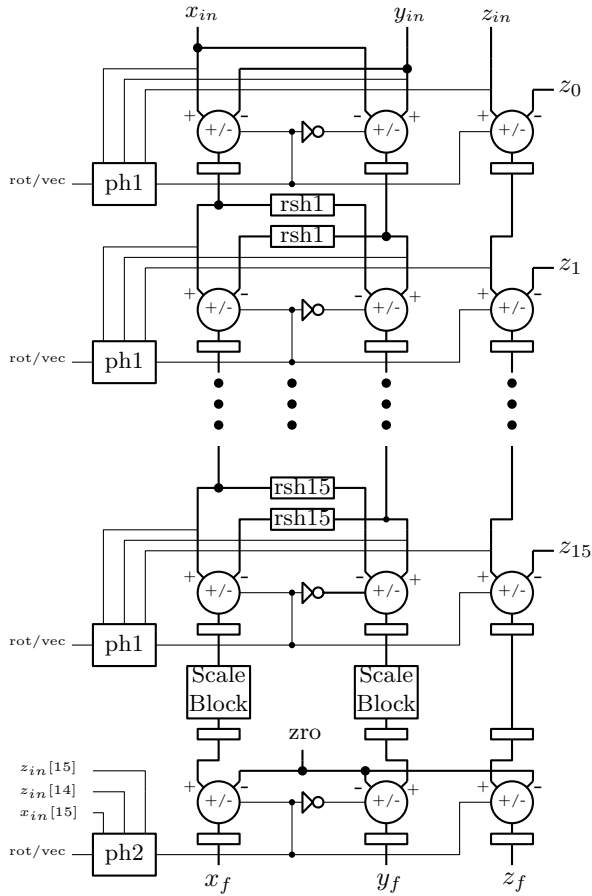 x_in y_in z_in
z_0
+ - - + + -
+/- +/- +/-
rot/vec ph1
rsh1
rsh1
z_1
+ - - + + -
+/- +/- +/-
rot/vec ph1
rsh15
rsh15
z_15
+ - - + + -
+/- +/- +/-
rot/vec ph1
Scale Block Scale Block
zro
z_in[15]
z_in[14]
x_in[15]
+ - - + + -
+/- +/- +/-
rot/vec ph2
x_f y_f z_f